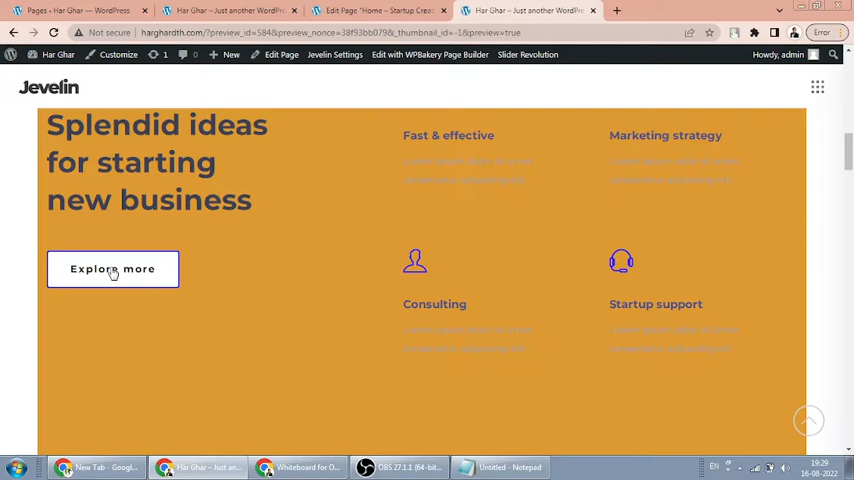 Pages ‹ Har Ghar — WordPress
Har Ghar – Just another WordPre
Edit Page "Home – Startup Creat
Har Ghar – Just another WordPre
Not secure
harghardth.com/?preview_id=584&preview_nonce=38f93bb079&_thumbnail_id=-1&preview=true
Error
Har Ghar
Customize
1
0
New
Edit Page
Jevelin Settings
Edit with WPBakery Page Builder
Slider Revolution
Howdy, admin
Jevelin
Splendid ideas
for starting
new business
Explore more
Fast & effective
Marketing strategy
Consulting
Startup support
New Tab - Googl...
Har Ghar – Just an...
Whiteboard for O...
OBS 27.1.1 (64-bit...
Untitled - Notepad
EN
19:29
16-08-2022